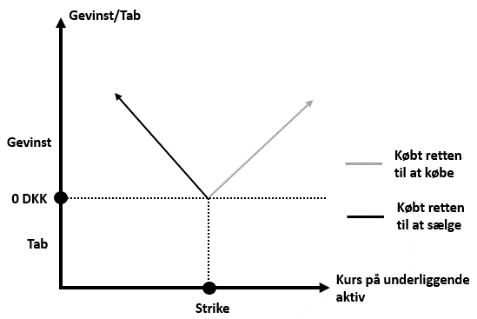 Gevinst/Tab
Gevinst
0 DKK
Tab
Strike
Kurs på underliggende
aktiv
Købt retten
til at købe
Købt retten
til at sælge